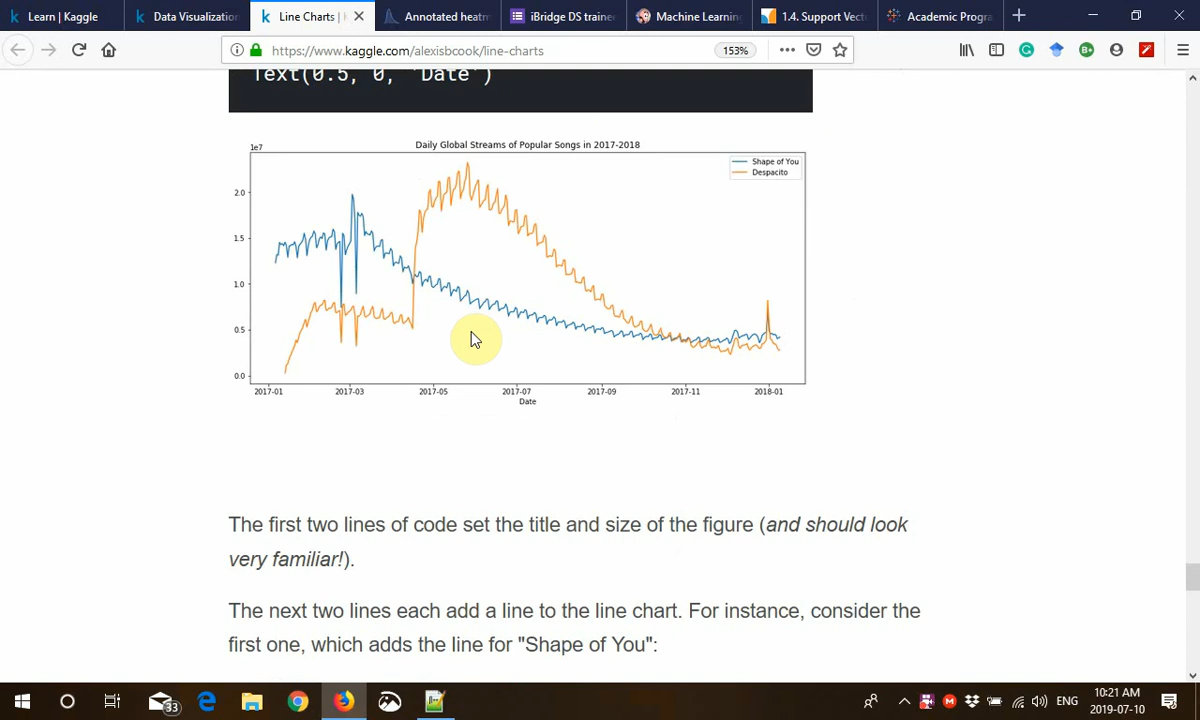 Learn | Kaggle
Data Visualization
Line Charts |
Annotated heatm
iBridge DS traine
Machine Learning
1.4. Support Vect
Academic Progra
https://www.kaggle.com/alexisbcook/line-charts
153%
Text(0.5, 0, 'Date')
Daily Global Streams of Popular Songs in 2017-2018
1e7
Shape of You
Despacito
2.0
1.5
1.0
0.5
0.0
2017-01 2017-03 2017-05 2017-07 2017-09 2017-11 2018-01
Date
The first two lines of code set the title and size of the figure (and should look
very familiar!).
The next two lines each add a line to the line chart. For instance, consider the
first one, which adds the line for "Shape of You":
33
ENG
10:21 AM
2019-07-10